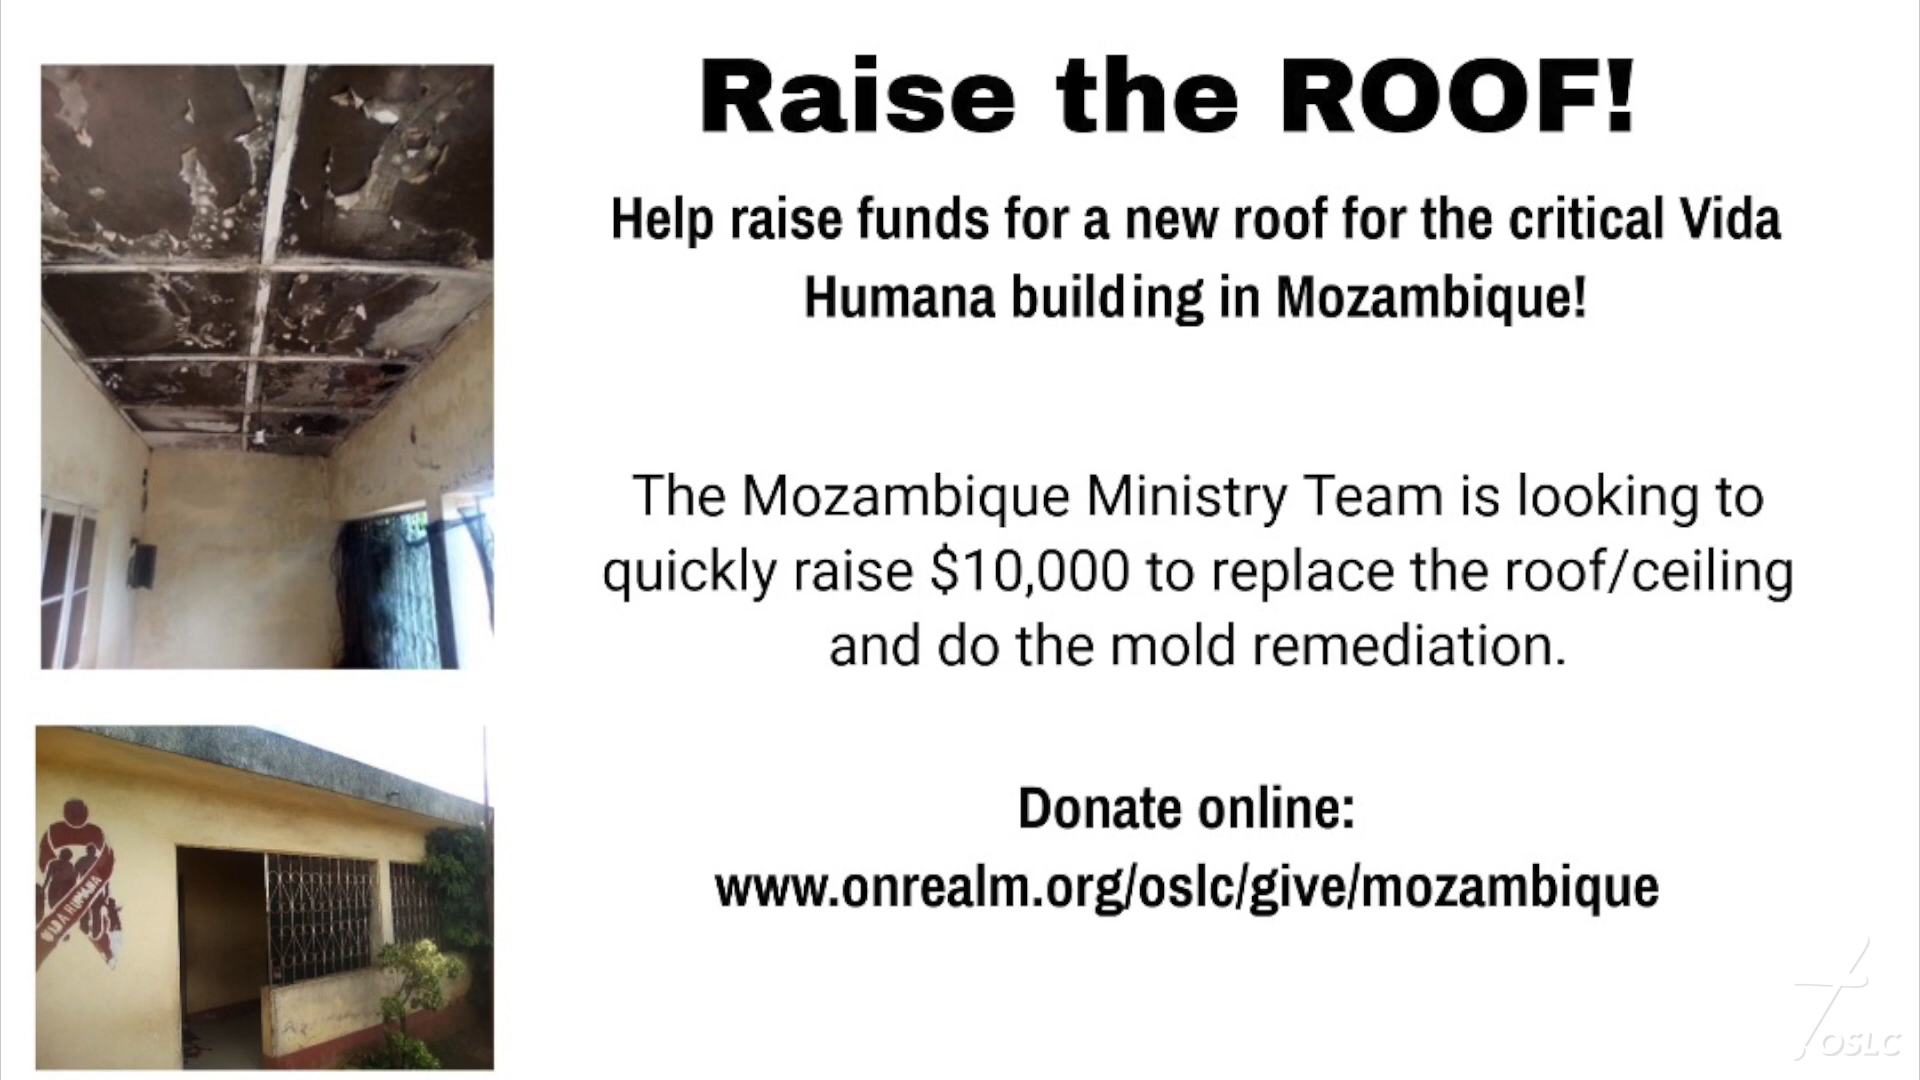 Raise the ROOF!
Help raise funds for a new roof for the critical Vida
Humana building in Mozambique!
The Mozambique Ministry Team is looking to
quickly raise $10,000 to replace the roof/ceiling
and do the mold remediation.
Donate online:
www.onrealm.org/oslc/give/mozambique
VIDA HUMANA
OSLC